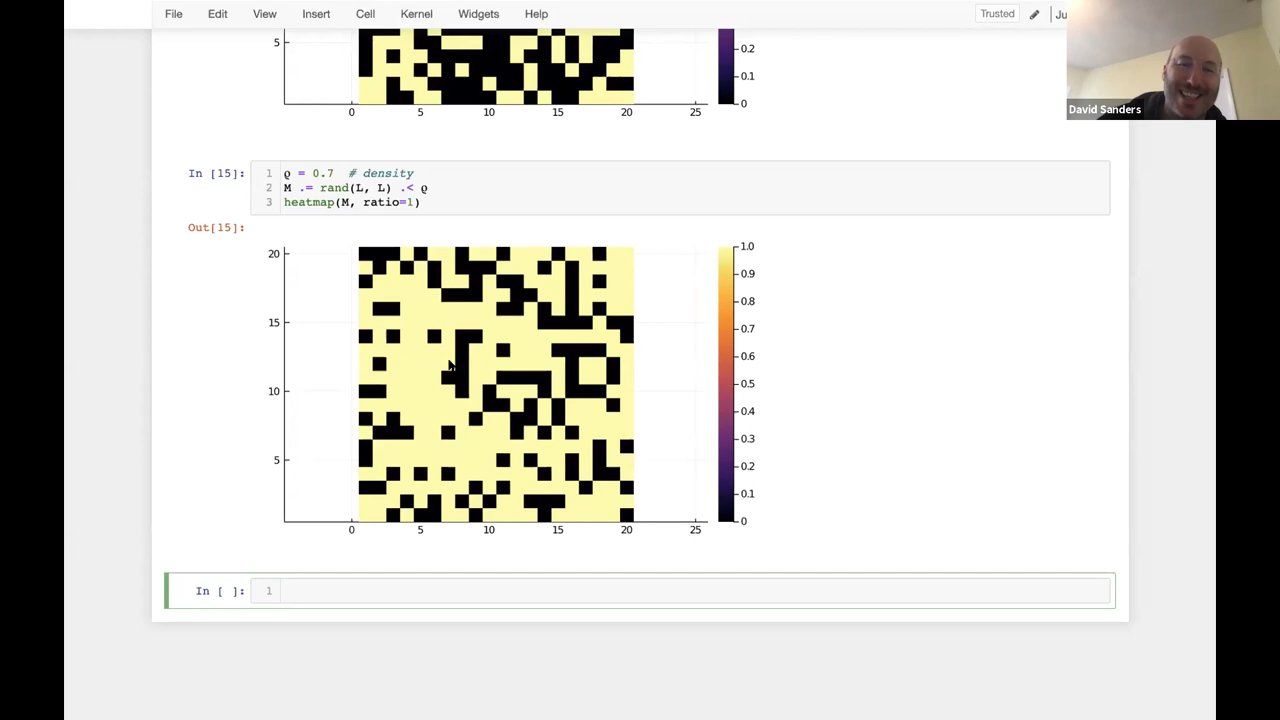 File Edit View Insert Cell Kernel Widgets Help Trusted Ju
David Sanders
5
0.2
0.1
0
0 5 10 15 20 25
In [15]:
1 ϱ = 0.7 # density
2 M .= rand(L, L) .< ϱ
3 heatmap(M, ratio=1)
Out[15]:
20
15
10
5
0 5 10 15 20 25
1.0
0.9
0.8
0.7
0.6
0.5
0.4
0.3
0.2
0.1
0
In [ ]: 1